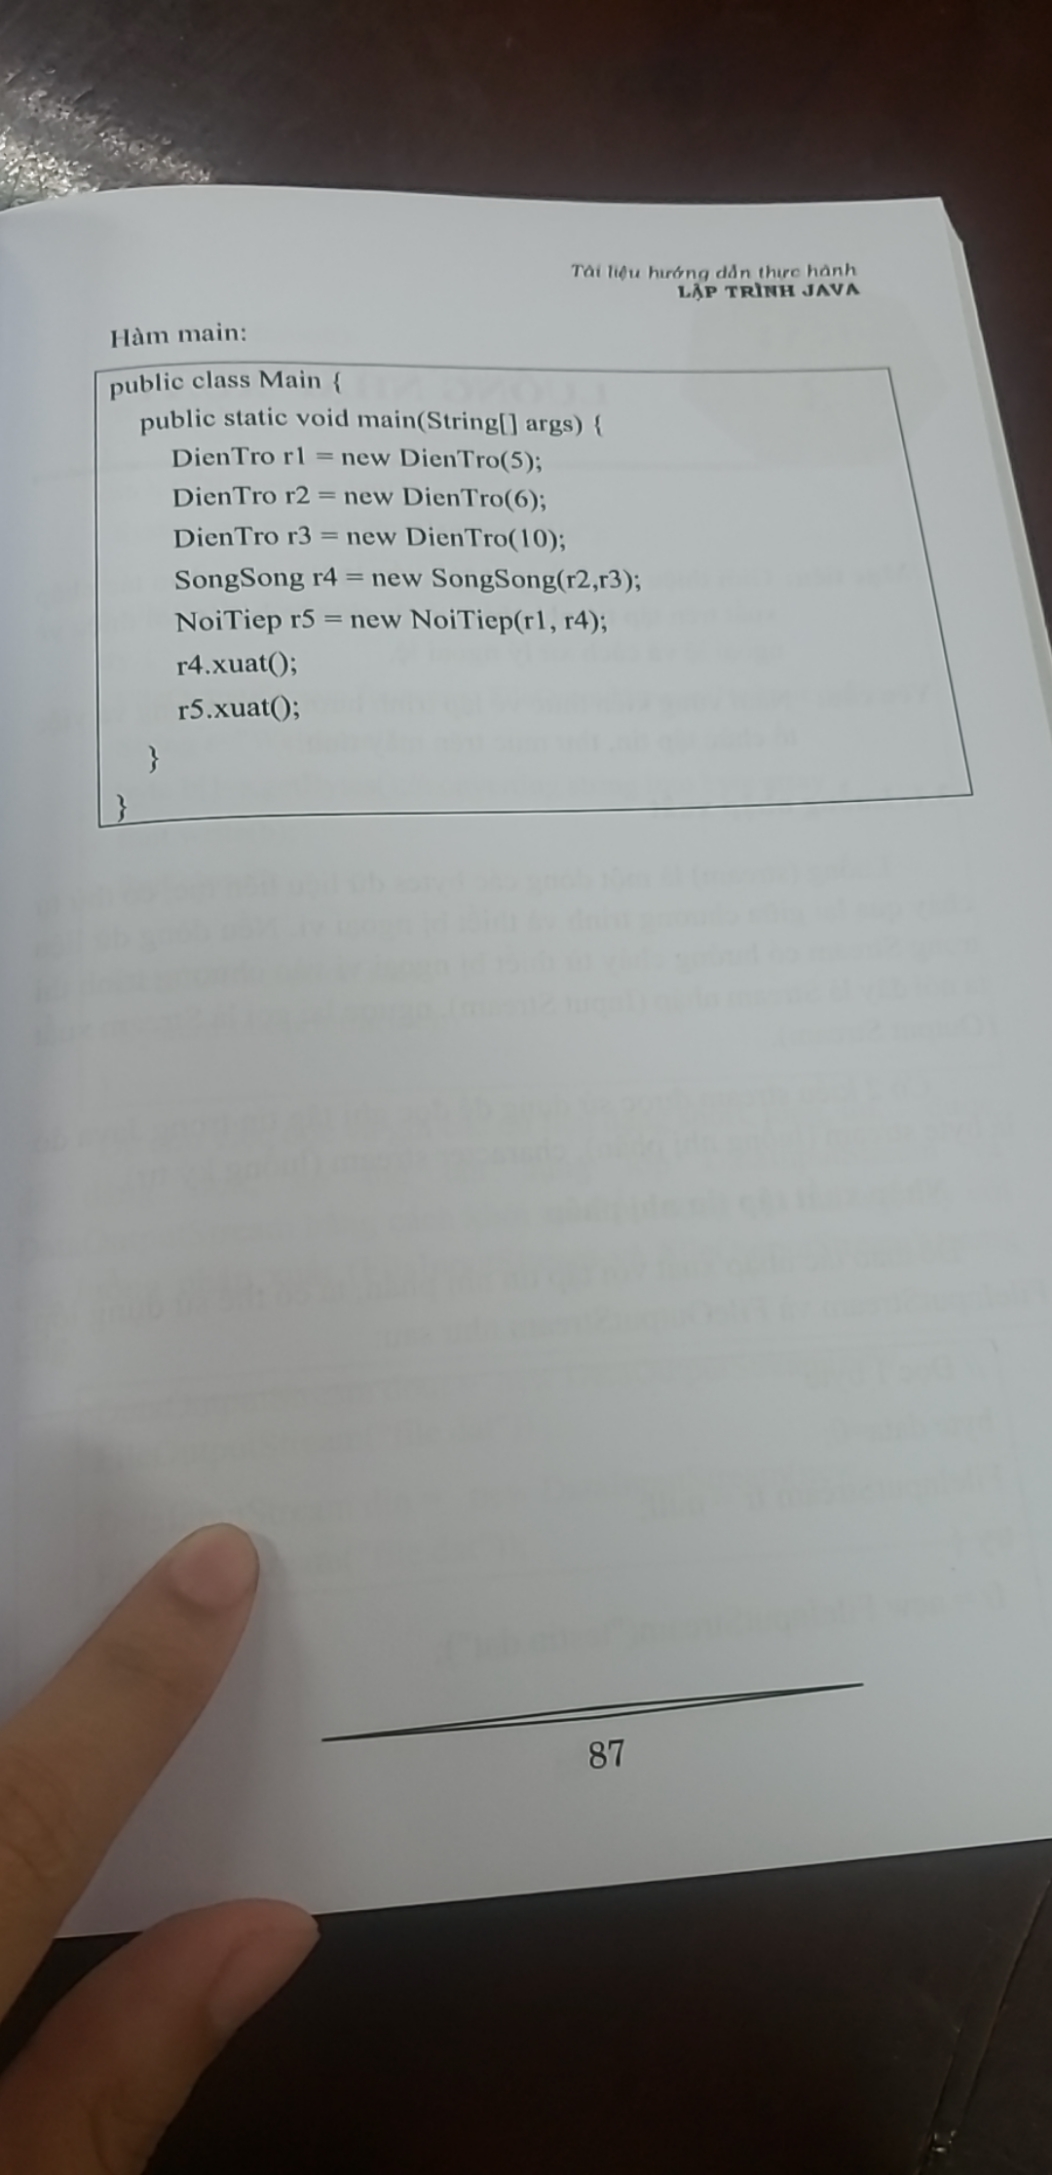 Tài liệu hướng dẫn thực hành
LẬP TRÌNH JAVA
Hàm main:
public class Main {
public static void main(String[] args) {
DienTro r1 = new DienTro(5);
DienTro r2 = new DienTro(6);
DienTro r3 = new DienTro(10);
SongSong r4 = new SongSong(r2,r3);
NoiTiep r5 = new NoiTiep(r1, r4);
r4.xuat();
r5.xuat();
}
}
87